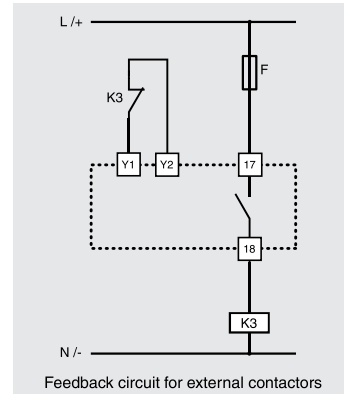 L /+
F
K3
Y1 Y2 17
18
K3
N /-
Feedback circuit for external contactors